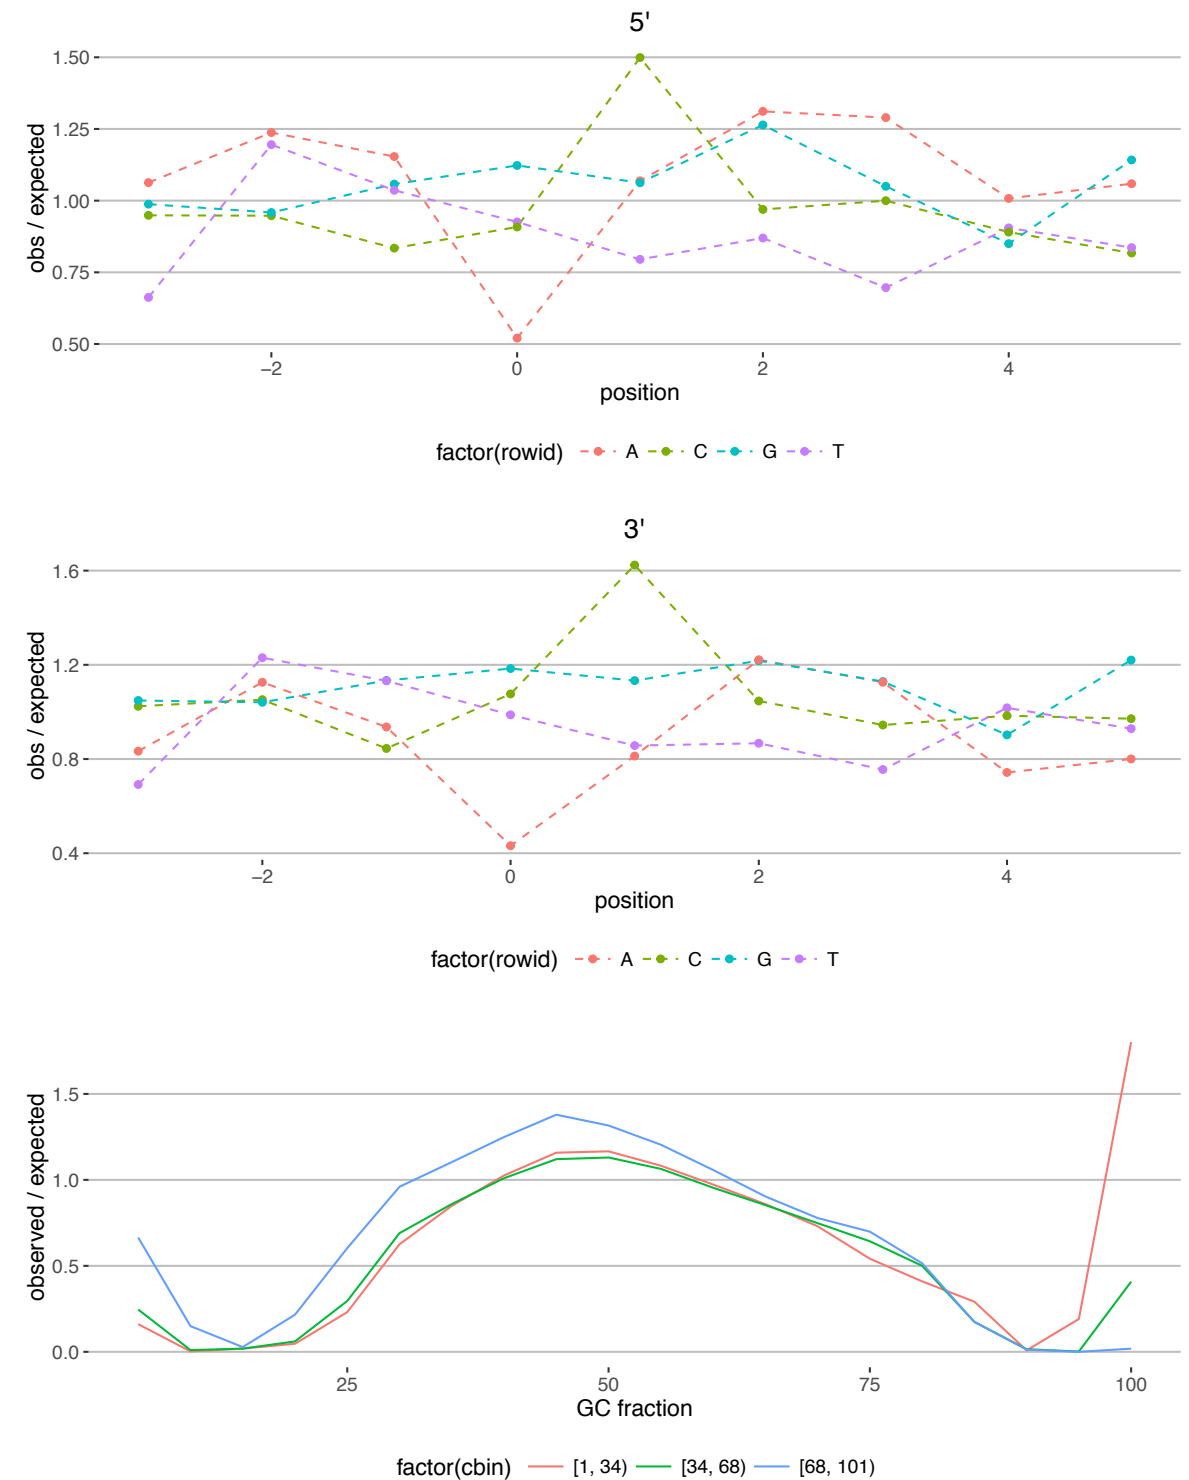 5'
1.50
1.25
1.00
0.75
0.50
obs / expected
−2 0 2 4
position
factor(rowid) A C G T
3'
1.6
1.2
0.8
0.4
obs / expected
−2 0 2 4
position
factor(rowid) A C G T
1.5
1.0
0.5
0.0
observed / expected
25 50 75 100
GC fraction
factor(cbin) [1, 34) [34, 68) [68, 101)